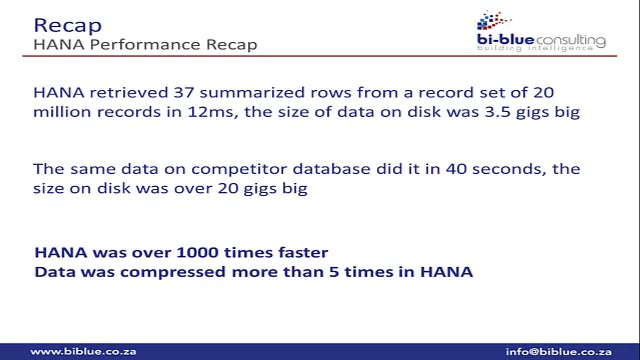 Recap
HANA Performance Recap
bi-blueconsulting
building intelligence
HANA retrieved 37 summarized rows from a record set of 20
million records in 12ms, the size of data on disk was 3.5 gigs big
The same data on competitor database did it in 40 seconds, the
size on disk was over 20 gigs big
HANA was over 1000 times faster
Data was compressed more than 5 times in HANA
www.biblue.co.za
info@biblue.co.za